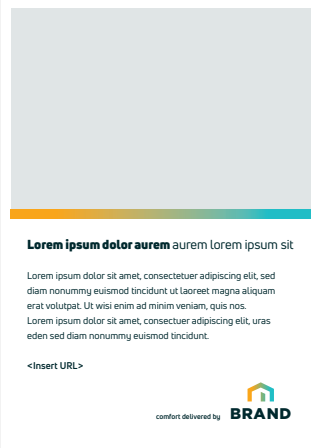 Lorem ipsum dolor aurem aurem lorem ipsum sit
Lorem ipsum dolor sit amet, consectetuer adipiscing elit, sed
diam nonummy euismod tincidunt ut laoreet magna aliquam
erat volutpat. Ut wisi enim ad minim veniam, quis nos.
Lorem ipsum dolor sit amet, consectuer adipiscing elit, uras
eden sed diam nonummy euismod tincidunt.
<Insert URL>
comfort delivered by BRAND